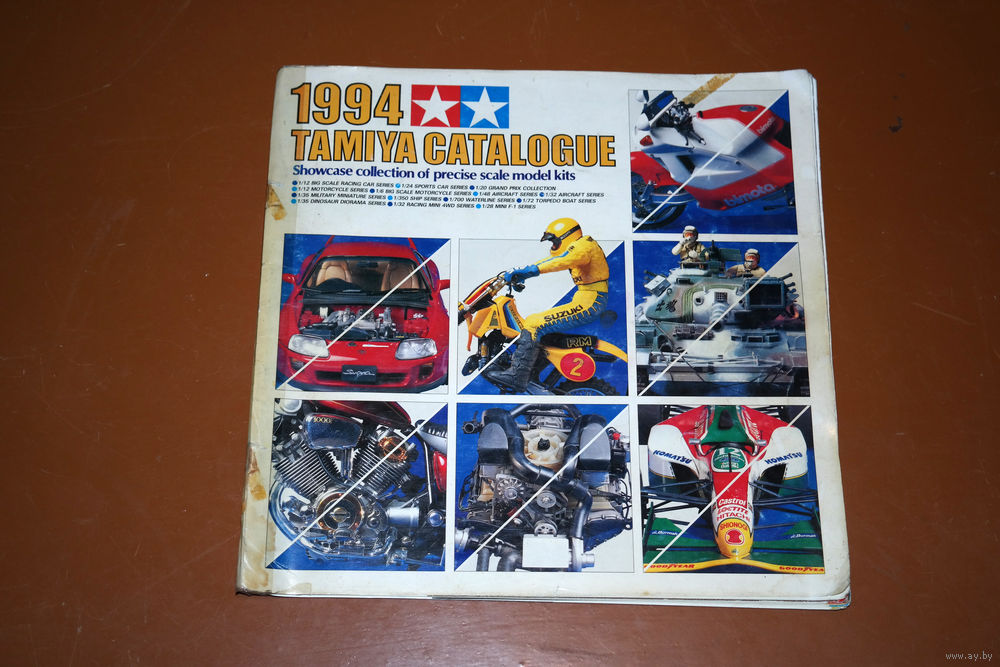 1994
TAMIYA CATALOGUE
Showcase collection of precise scale model kits
●1/12 BIG SCALE RACING CAR SERIES ●1/24 SPORTS CAR SERIES ●1/20 GRAND PRIX COLLECTION
●1/12 MOTORCYCLE SERIES ●1/6 BIG SCALE MOTORCYCLE SERIES ●1/48 AIRCRAFT SERIES ●1/32 AIRCRAFT SERIES
●1/35 MILITARY MINIATURE SERIES ●1/350 SHIP SERIES ●1/700 WATERLINE SERIES ●1/72 TORPEDO BOAT SERIES
●1/35 DINOSAUR DIORAMA SERIES ●1/32 RACING MINI 4WD SERIES ●1/28 MINI F-1 SERIES
bimota
bimota
Supra
SUZUKI
RM
2
1000
KOMATSU
12
KOMATSU
Castrol
LOCTITE
HITACHI
SHIONOGI
J.Dorman
J.Dorman
GOODYEAR
GOODYEAR
www.ay.by